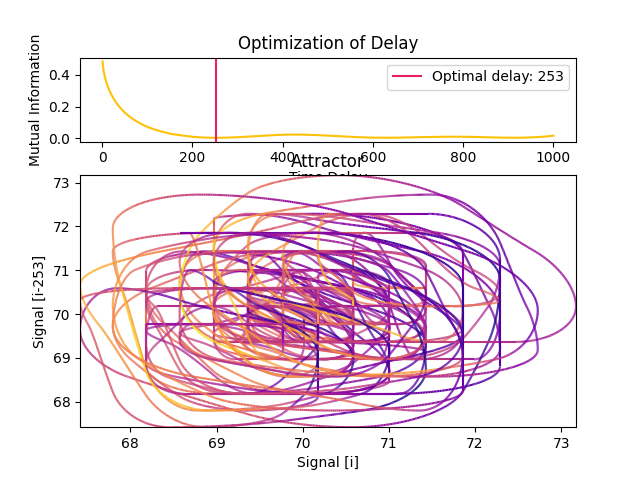 Optimization of Delay
Mutual Information
0.4
0.2
0.0
Optimal delay: 253
0 200 400 600 800 1000
Time Delay
Attractor
Signal [i-253]
73
72
71
70
69
68
68 69 70 71 72 73
Signal [i]